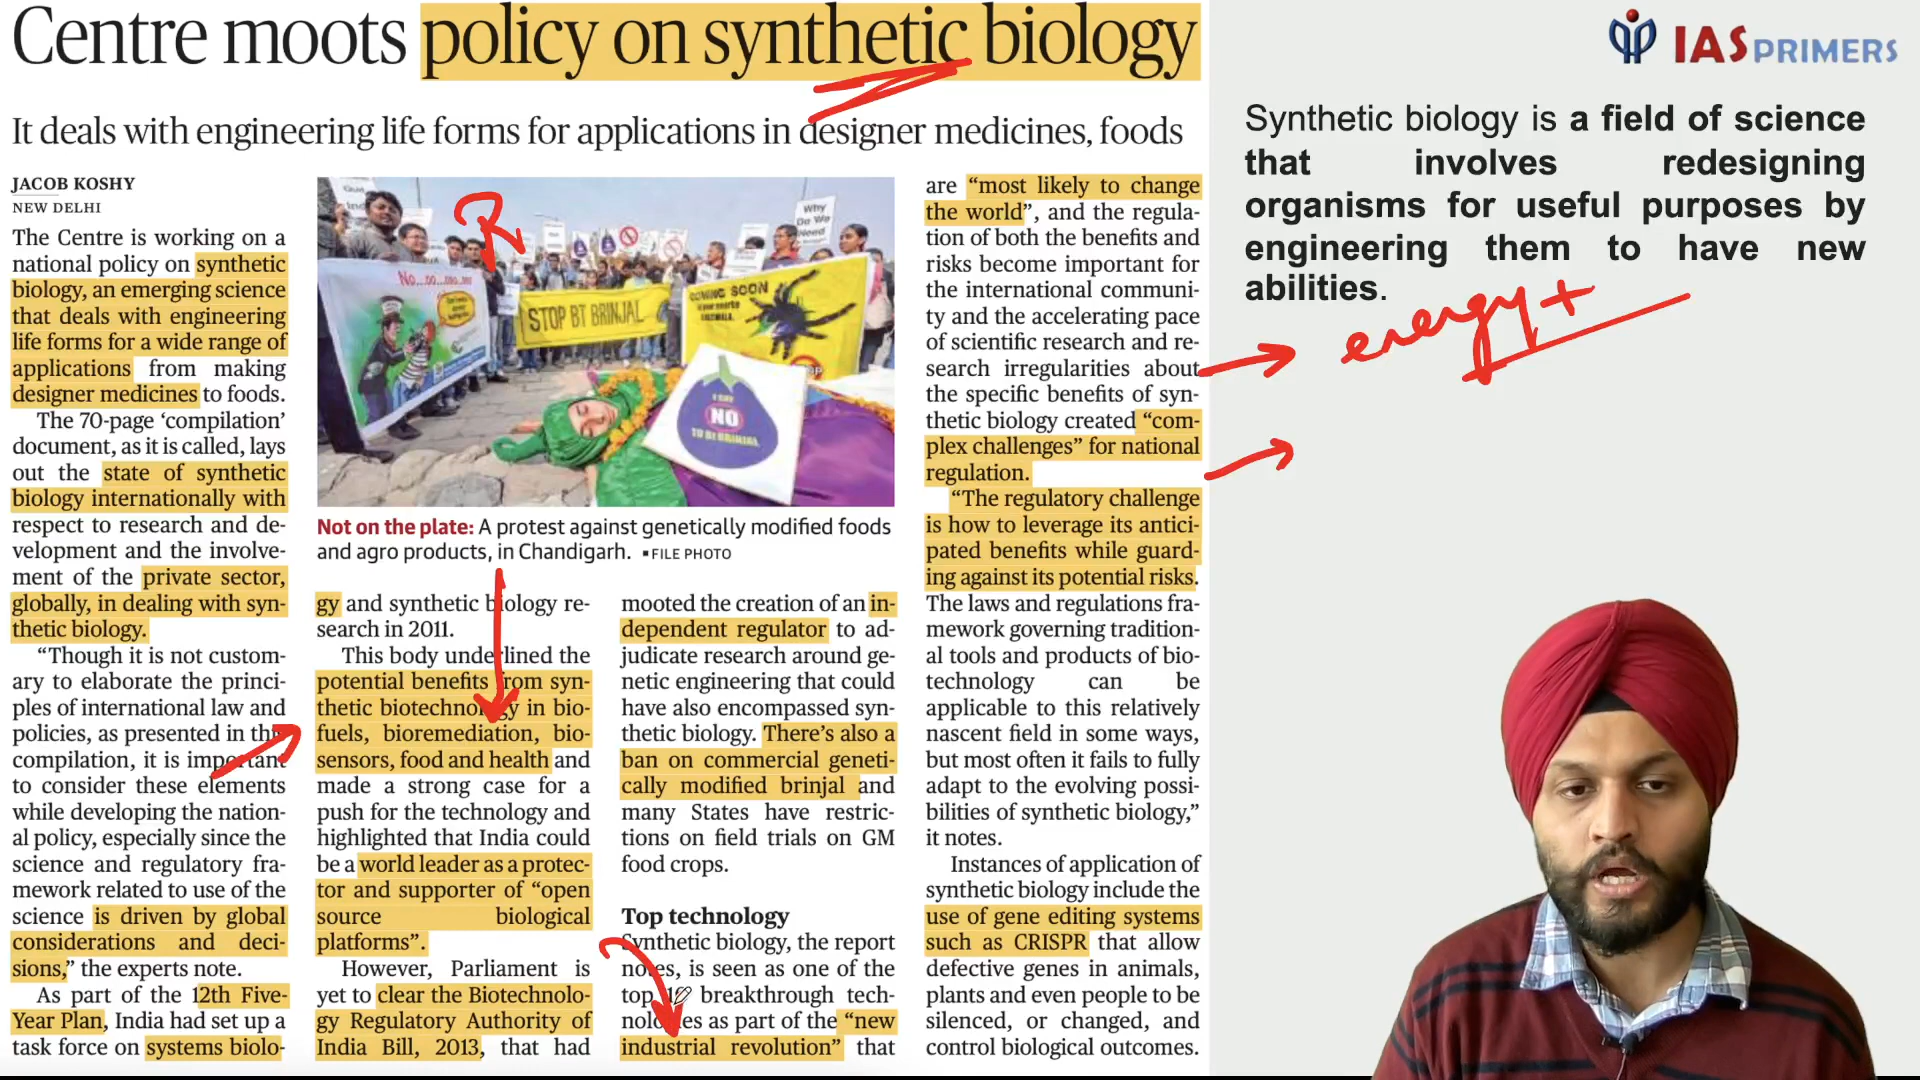 Centre moots policy on synthetic biology
It deals with engineering life forms for applications in designer medicines, foods
JACOB KOSHY
NEW DELHI
The Centre is working on a
national policy on synthetic
biology, an emerging science
that deals with engineering
life forms for a wide range of
applications from making
designer medicines to foods.
The 70-page ‘compilation’
document, as it is called, lays
out the state of synthetic
biology internationally with
respect to research and de-
velopment and the involve-
ment of the private sector,
globally, in dealing with syn-
thetic biology.
“Though it is not custom-
ary to elaborate the princi-
ples of international law and
policies, as presented in this
compilation, it is important
to consider these elements
while developing the nation-
al policy, especially since the
science and regulatory fra-
mework related to use of the
science is driven by global
considerations and deci-
sions,” the experts note.
As part of the 12th Five-
Year Plan, India had set up a
task force on systems biolo-
No...oo...ooo..ooo
STOP BT BRINJAL
COMING SOON
Why
Do We
Need
I SAY
NO
TO BT BRINJAL
R
Not on the plate: A protest against genetically modified foods
and agro products, in Chandigarh. ▪FILE PHOTO
gy and synthetic biology re-
search in 2011.
This body underlined the
potential benefits from syn-
thetic biotechnology in bio-
fuels, bioremediation, bio-
sensors, food and health and
made a strong case for a
push for the technology and
highlighted that India could
be a world leader as a protec-
tor and supporter of “open
source biological
platforms”.
However, Parliament is
yet to clear the Biotechnolo-
gy Regulatory Authority of
India Bill, 2013, that had
mooted the creation of an in-
dependent regulator to ad-
judicate research around ge-
netic engineering that could
have also encompassed syn-
thetic biology. There’s also a
ban on commercial geneti-
cally modified brinjal and
many States have restric-
tions on field trials on GM
food crops.
Top technology
Synthetic biology, the report
notes, is seen as one of the
top breakthrough tech-
nologies as part of the “new
industrial revolution” that
are “most likely to change
the world”, and the regula-
tion of both the benefits and
risks become important for
the international communi-
ty and the accelerating pace
of scientific research and re-
search irregularities about
the specific benefits of syn-
thetic biology created “com-
plex challenges” for national
regulation.
“The regulatory challenge
is how to leverage its antici-
pated benefits while guard-
ing against its potential risks.
The laws and regulations fra-
mework governing tradition-
al tools and products of bio-
technology can be
applicable to this relatively
nascent field in some ways,
but most often it fails to fully
adapt to the evolving possi-
bilities of synthetic biology,”
it notes.
Instances of application of
synthetic biology include the
use of gene editing systems
such as CRISPR that allow
defective genes in animals,
plants and even people to be
silenced, or changed, and
control biological outcomes.
IAS PRIMERS
Synthetic biology is a field of science
that involves redesigning
organisms for useful purposes by
engineering them to have new
abilities.
energy +